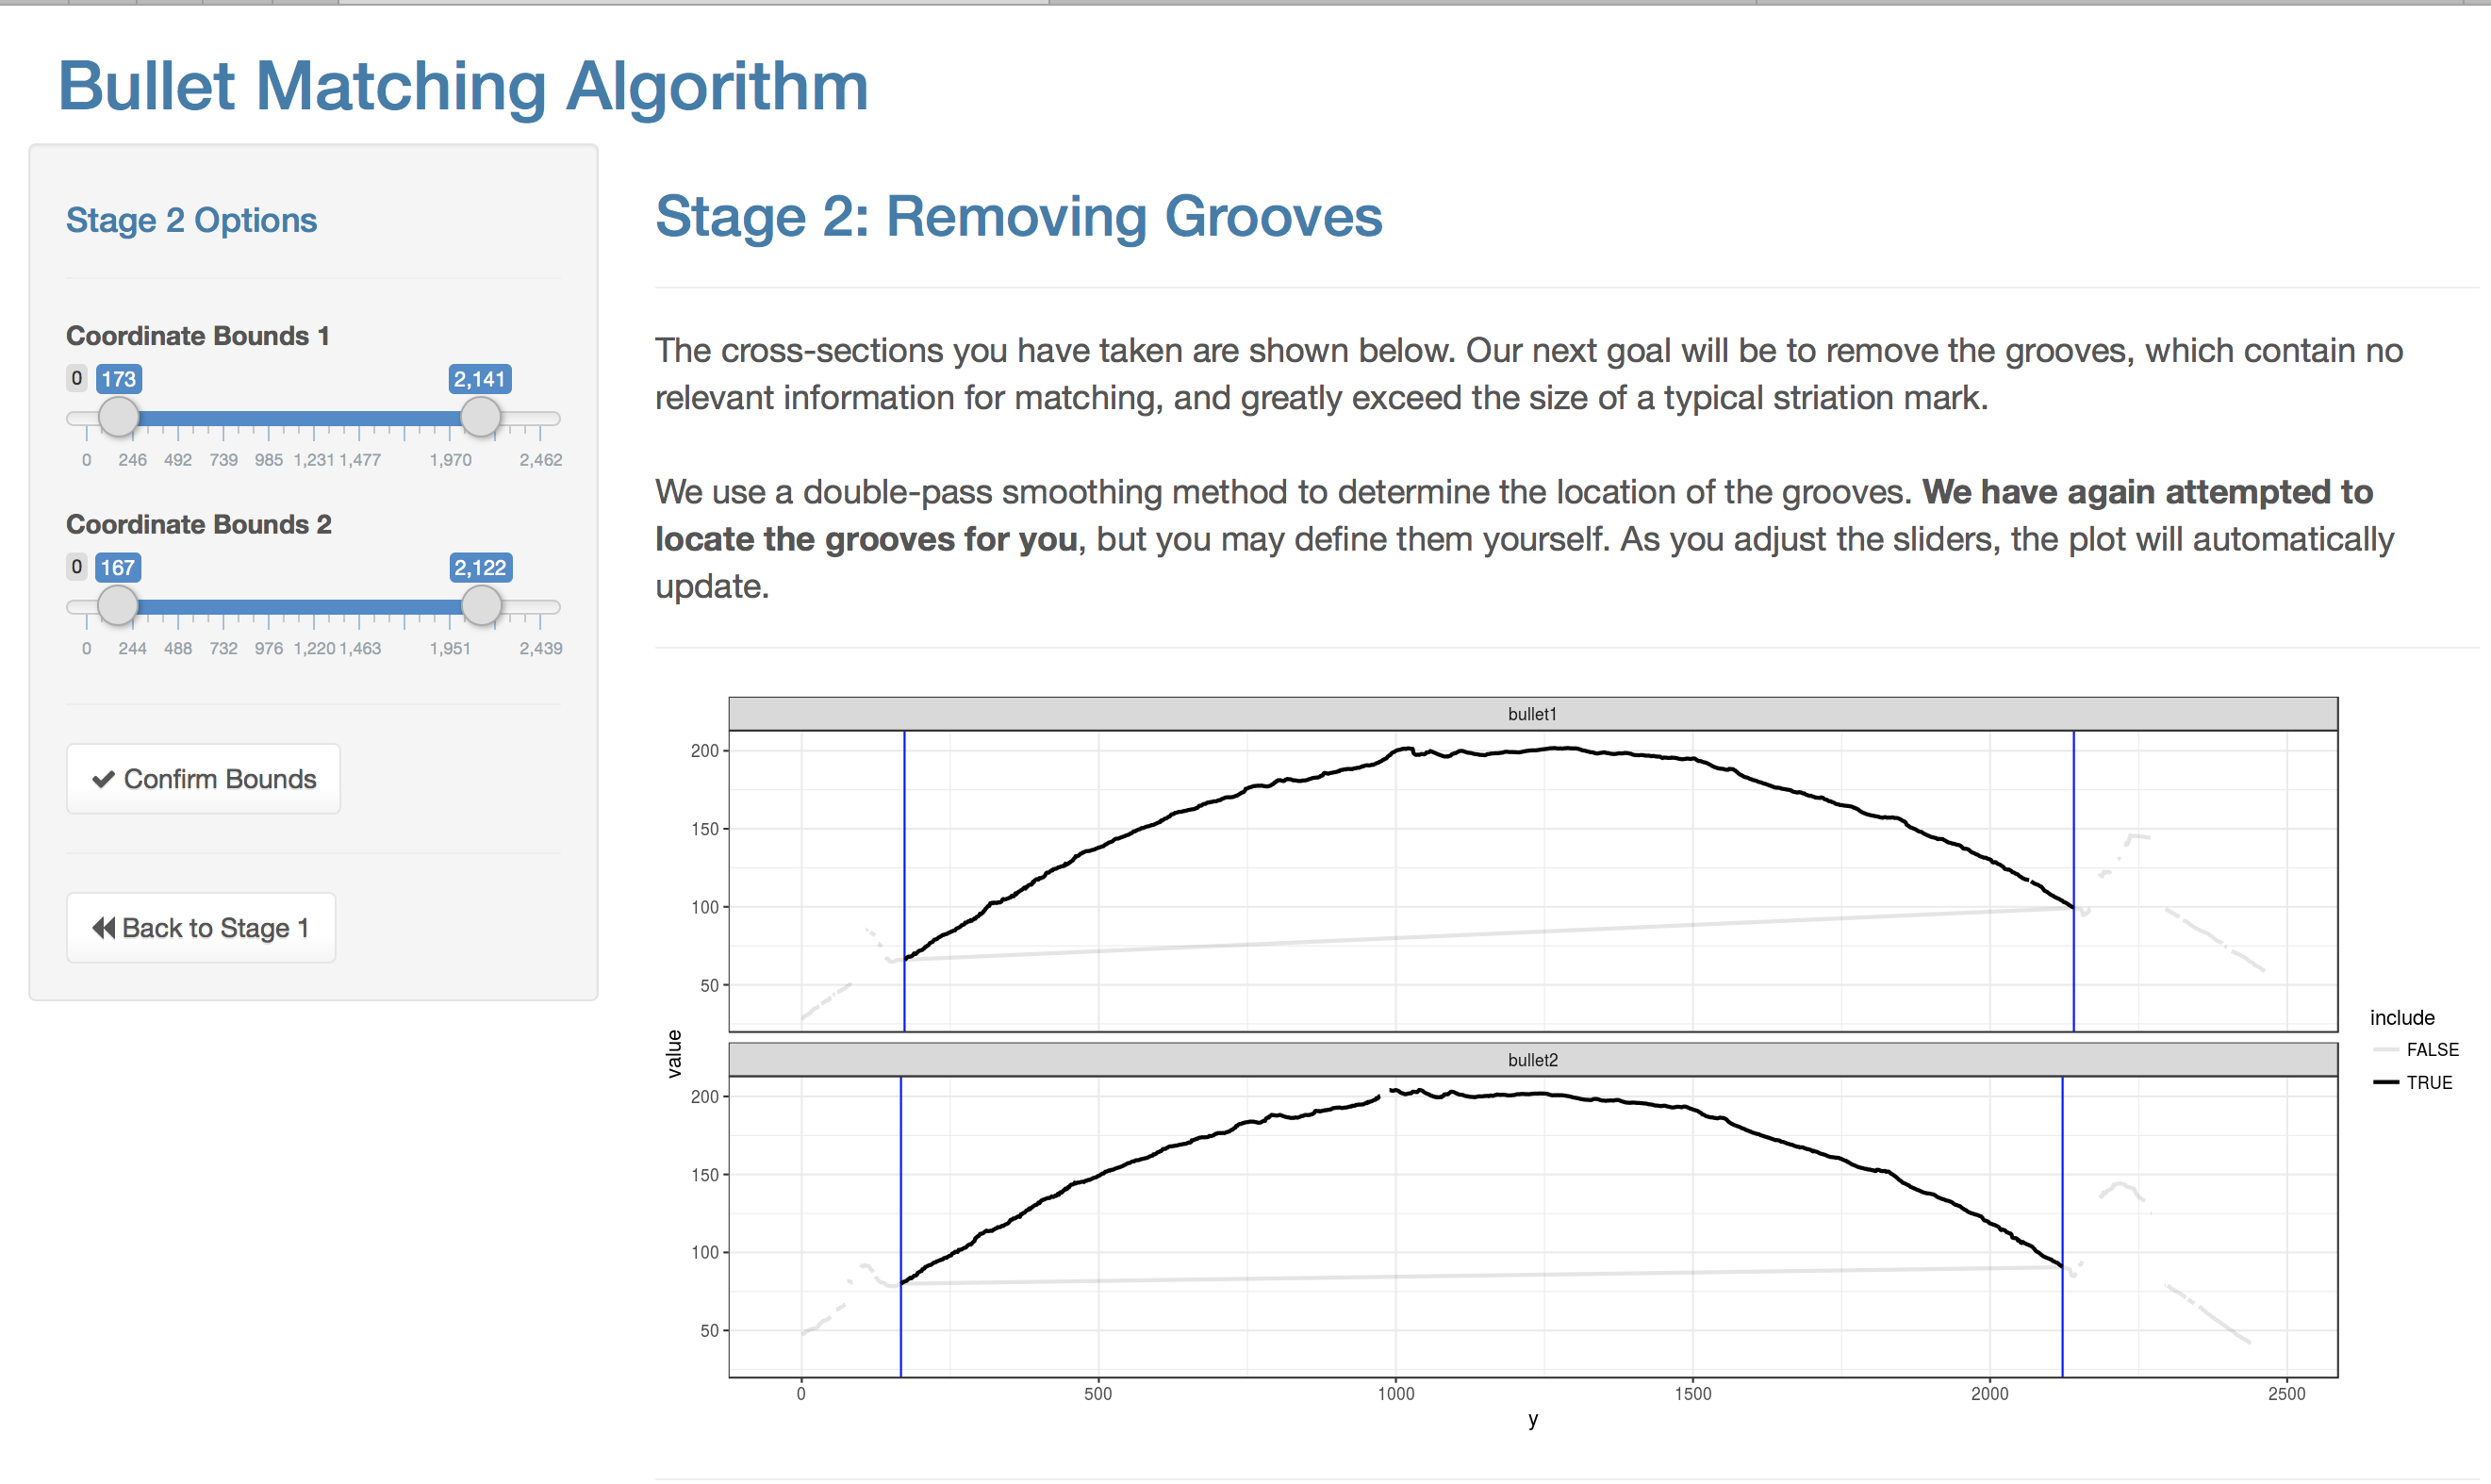 Bullet Matching Algorithm
Stage 2 Options
Coordinate Bounds 1
0 173 2,141
0 246 492 739 985 1,231 1,477 1,970 2,462
Coordinate Bounds 2
0 167 2,122
0 244 488 732 976 1,220 1,463 1,951 2,439
Confirm Bounds
Back to Stage 1
Stage 2: Removing Grooves
The cross-sections you have taken are shown below. Our next goal will be to remove the grooves, which contain no
relevant information for matching, and greatly exceed the size of a typical striation mark.
We use a double-pass smoothing method to determine the location of the grooves. We have again attempted to
locate the grooves for you, but you may define them yourself. As you adjust the sliders, the plot will automatically
update.
bullet1
200
150
100
50
value
bullet2
200
150
100
50
0 500 1000 1500 2000 2500
y
include
FALSE
TRUE